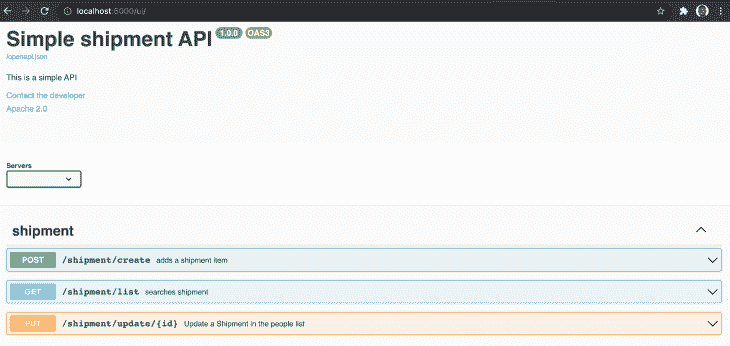 localhost:5000/ui/
Simple shipment API 1.0.0 OAS3
/openapi.json
This is a simple API
Contact the developer
Apache 2.0
Servers
shipment
POST /shipment/create adds a shipment item
GET /shipment/list searches shipment
PUT /shipment/update/{id} Update a Shipment in the people list